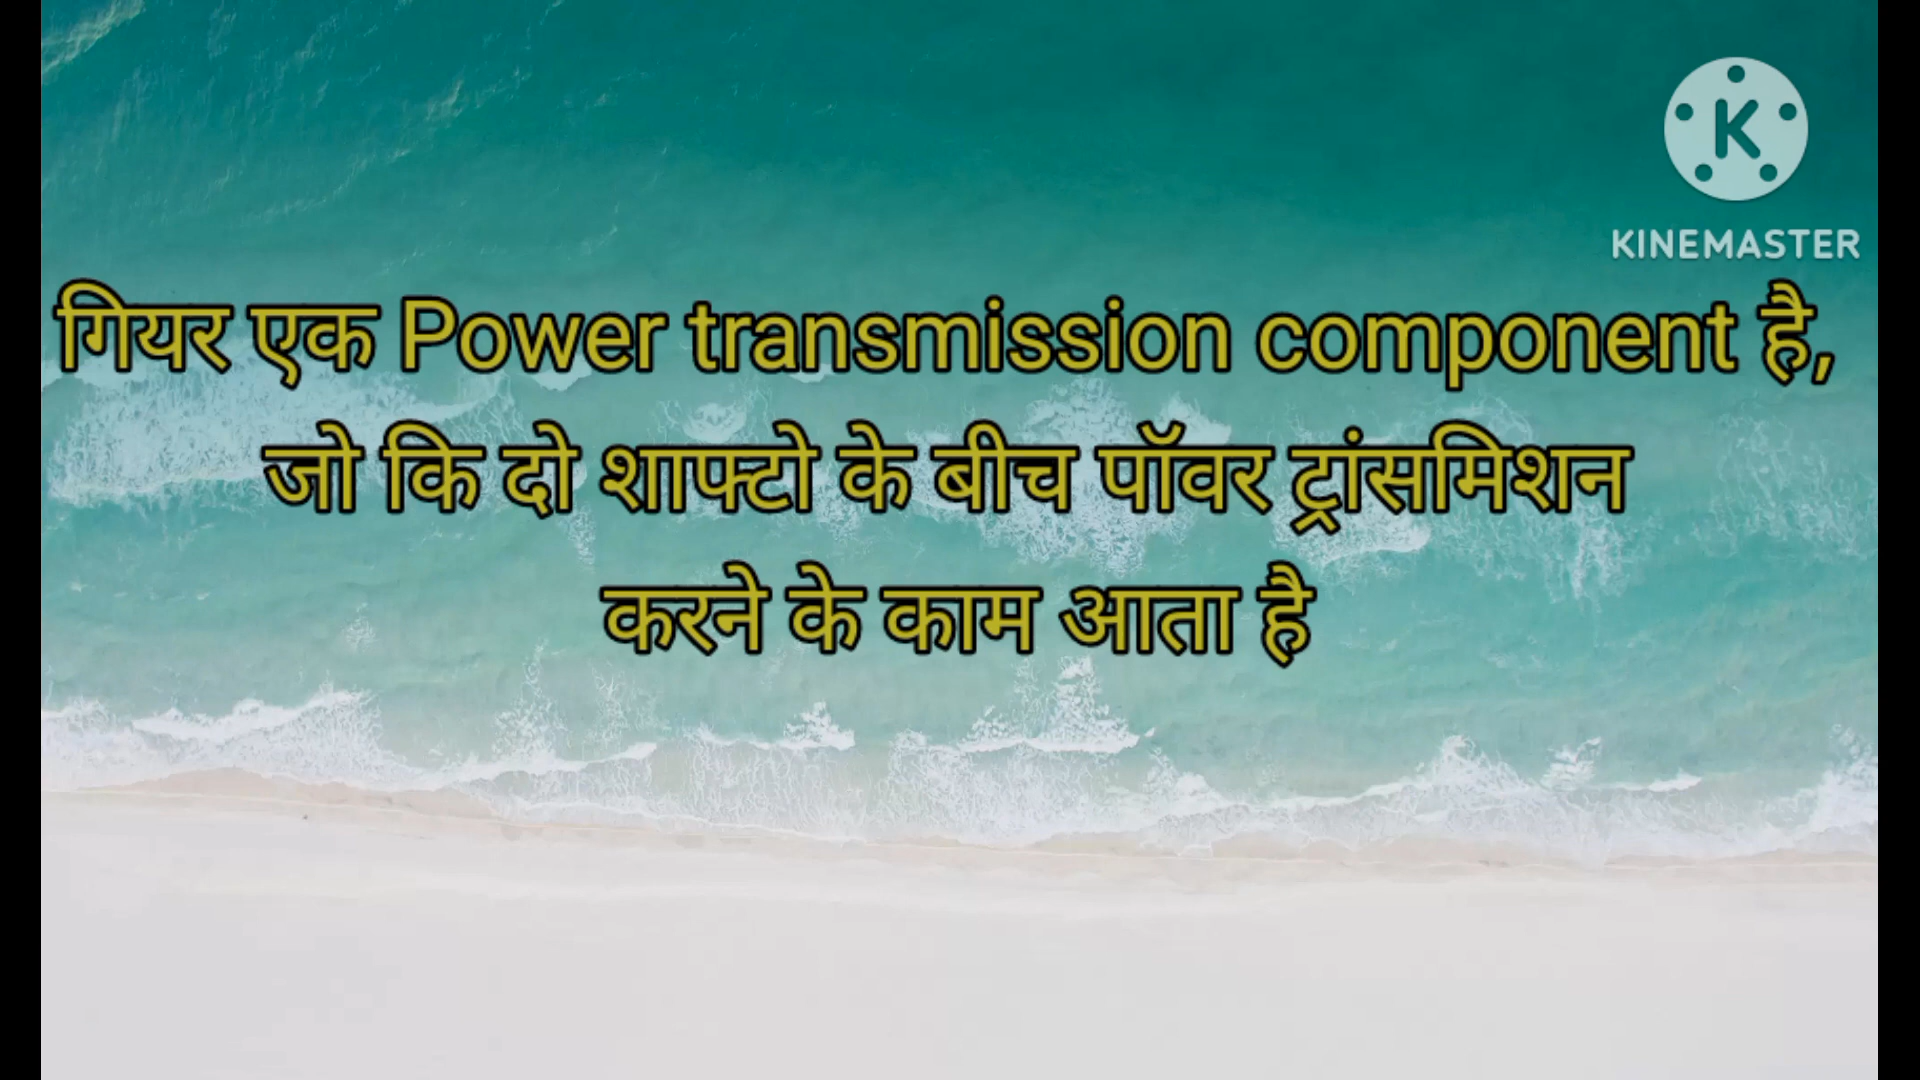 K
KINEMASTER
गियर एक Power transmission component है,
जो कि दो शाफ्टो के बीच पॉवर ट्रांसमिशन
करने के काम आता है